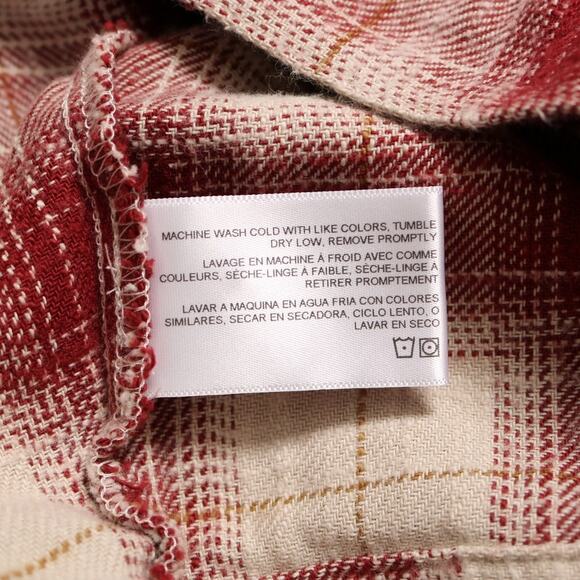 MACHINE WASH COLD WITH LIKE COLORS, TUMBLE
DRY LOW, REMOVE PROMPTLY
LAVAGE EN MACHINE À FROID AVEC COMME
COULEURS, SÈCHE-LINGE À FAIBLE, SÈCHE-LINGE À
RETIRER PROMPTEMENT
LAVAR A MAQUINA EN AGUA FRIA CON COLORES
SIMILARES, SECAR EN SECADORA, CICLO LENTO, O
LAVAR EN SECO